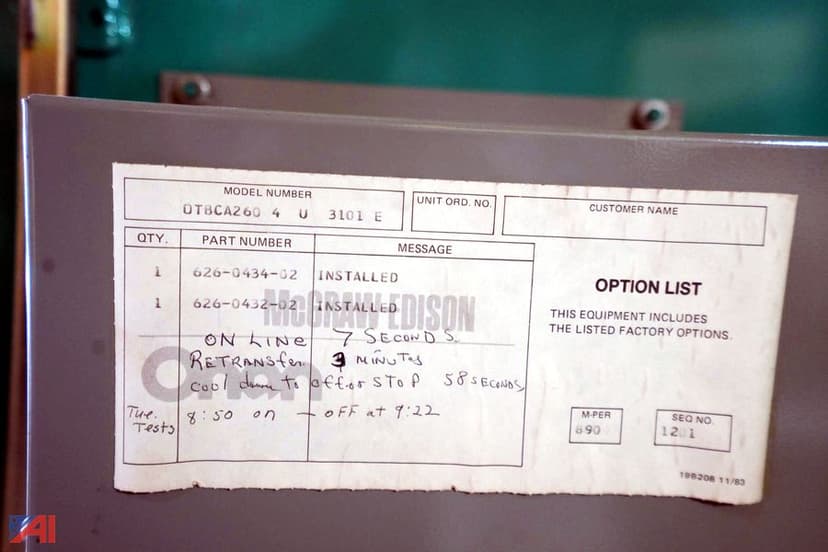 MODEL NUMBER
OTBCA260 4 U 3101 E
UNIT ORD. NO.
CUSTOMER NAME
QTY. PART NUMBER MESSAGE
1 626-0434-02 INSTALLED
1 626-0432-02 INSTALLED
McGRAW EDISON
Onan
ON LINE 7 SECONDS
RETRANSfer 3 MINUTES
cool down to off or STOP 58 SECONDS
Tue. Tests 8:50 on — OFF at 9:22
OPTION LIST
THIS EQUIPMENT INCLUDES
THE LISTED FACTORY OPTIONS.
M-PER
890
SEQ NO.
1201
198208 11/83
AI